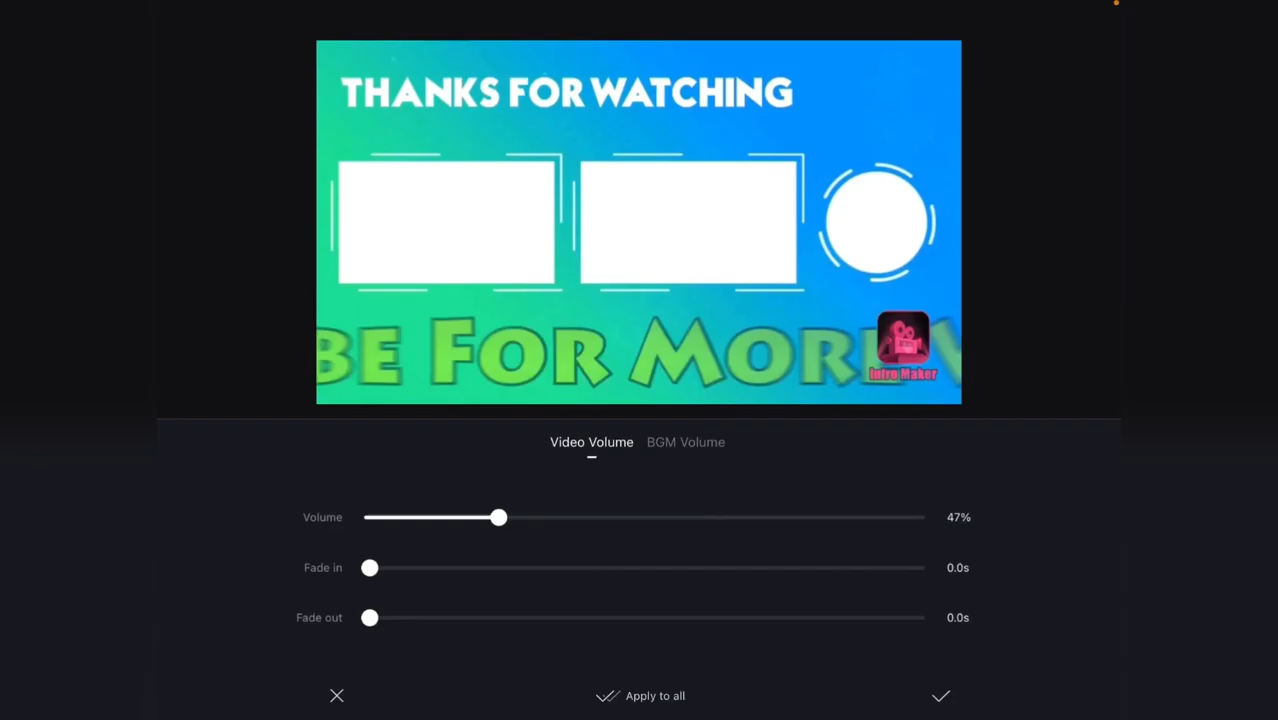 THANKS FOR WATCHING
BE FOR MORE
Intro Maker
Video Volume BGM Volume
Volume 47%
Fade in 0.0s
Fade out 0.0s
Apply to all